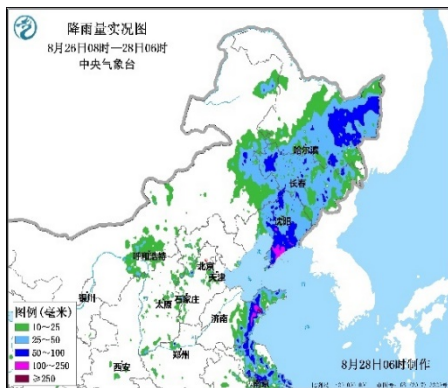 降雨量实况图
8月26日08时—28日06时
中央气象台
哈尔滨
长春
沈阳
呼和浩特
北京
天津
银川
太原
石家庄
济南
郑州
西安
图例(毫米)
10～25
25～50
50～100
100～250
≥250
8月28日06时制作